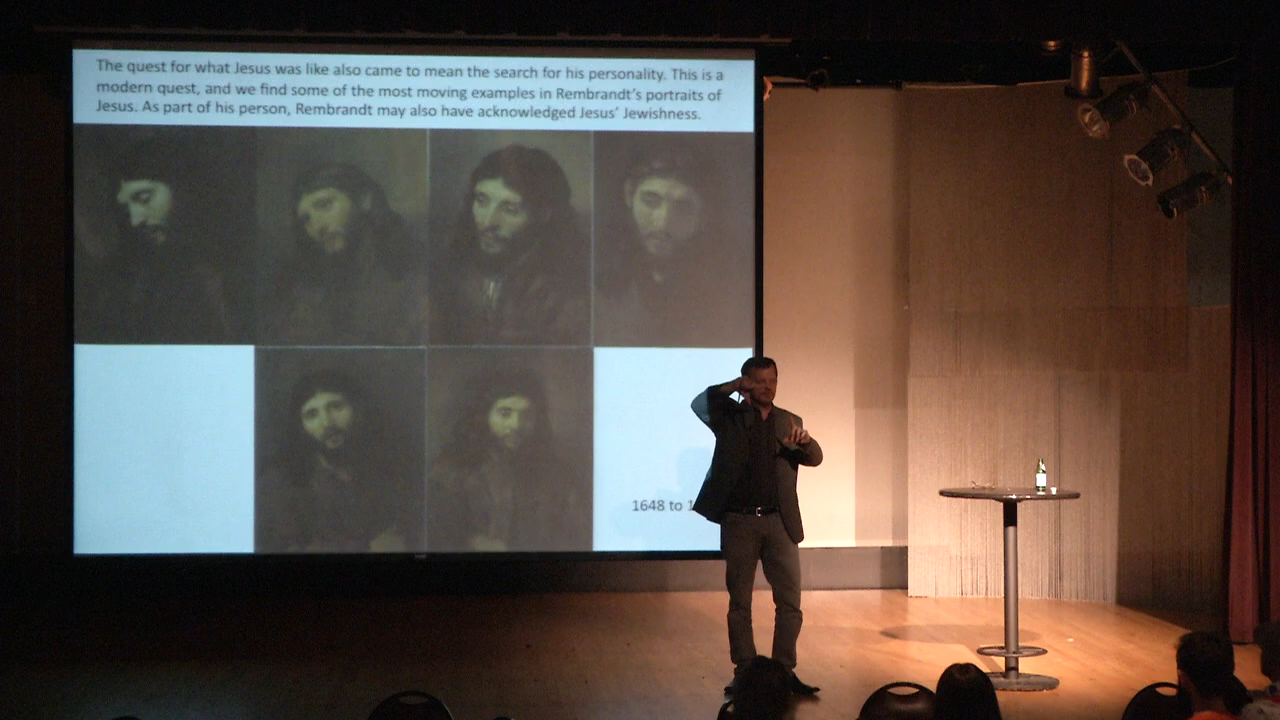 The quest for what Jesus was like also came to mean the search for his personality. This is a
modern quest, and we find some of the most moving examples in Rembrandt's portraits of
Jesus. As part of his person, Rembrandt may also have acknowledged Jesus' Jewishness.
1648 to